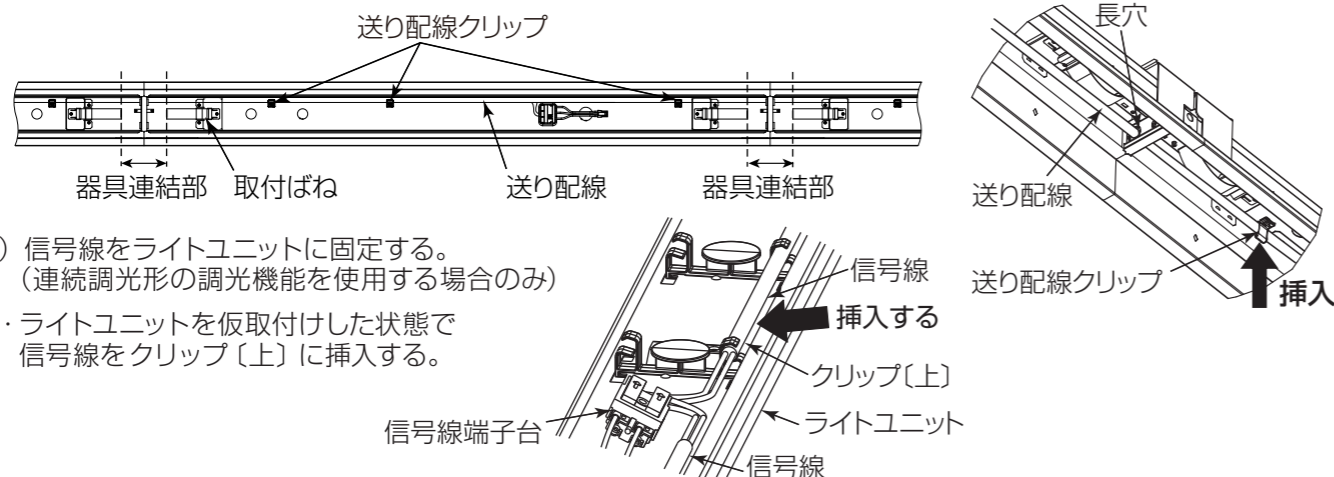 送り配線クリップ
器具連結部
取付ばね
送り配線
器具連結部
長穴
送り配線
送り配線クリップ
挿入
) 信号線をライトユニットに固定する。
(連続調光形の調光機能を使用する場合のみ)
・ライトユニットを仮取付けした状態で
信号線をクリップ〔上〕に挿入する。
信号線
挿入する
クリップ〔上〕
ライトユニット
信号線端子台
信号線